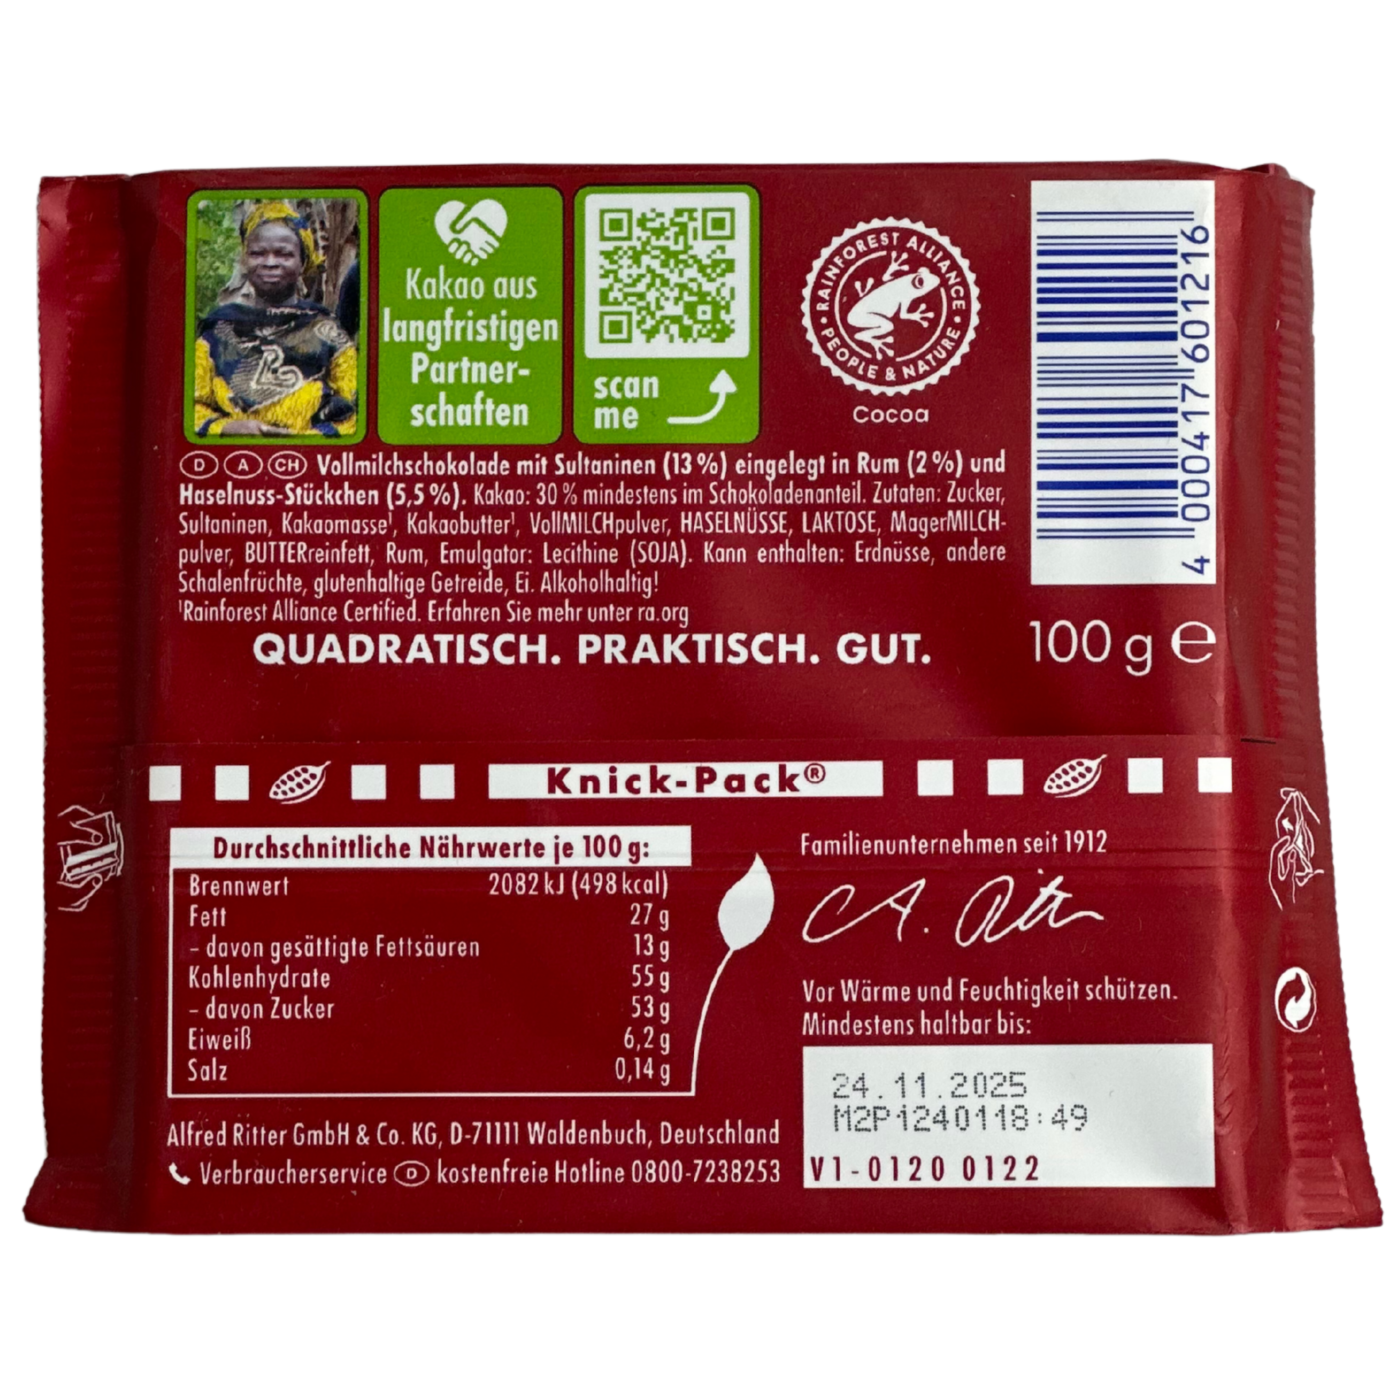 Kakao aus
langfristigen
Partner-
schaften
scan
me
RAINFOREST ALLIANCE
PEOPLE & NATURE
Cocoa
4 000417 601216
D A CH Vollmilchschokolade mit Sultaninen (13 %) eingelegt in Rum (2 %) und
Haselnuss-Stückchen (5,5 %). Kakao: 30 % mindestens im Schokoladenanteil. Zutaten: Zucker,
Sultaninen, Kakaomasse¹, Kakaobutter¹, VollMILCHpulver, HASELNÜSSE, LAKTOSE, MagerMILCH-
pulver, BUTTERreinfett, Rum, Emulgator: Lecithine (SOJA). Kann enthalten: Erdnüsse, andere
Schalenfrüchte, glutenhaltige Getreide, Ei. Alkoholhaltig!
¹Rainforest Alliance Certified. Erfahren Sie mehr unter ra.org
QUADRATISCH. PRAKTISCH. GUT.
100 g e
Knick-Pack®
Durchschnittliche Nährwerte je 100 g:
Brennwert 2082 kJ (498 kcal)
Fett 27 g
– davon gesättigte Fettsäuren 13 g
Kohlenhydrate 55 g
– davon Zucker 53 g
Eiweiß 6,2 g
Salz 0,14 g
Familienunternehmen seit 1912
A. Ritter
Vor Wärme und Feuchtigkeit schützen.
Mindestens haltbar bis:
24.11.2025
M2P1240118:49
V1-0120 0122
Alfred Ritter GmbH & Co. KG, D-71111 Waldenbuch, Deutschland
Verbraucherservice D kostenfreie Hotline 0800-7238253